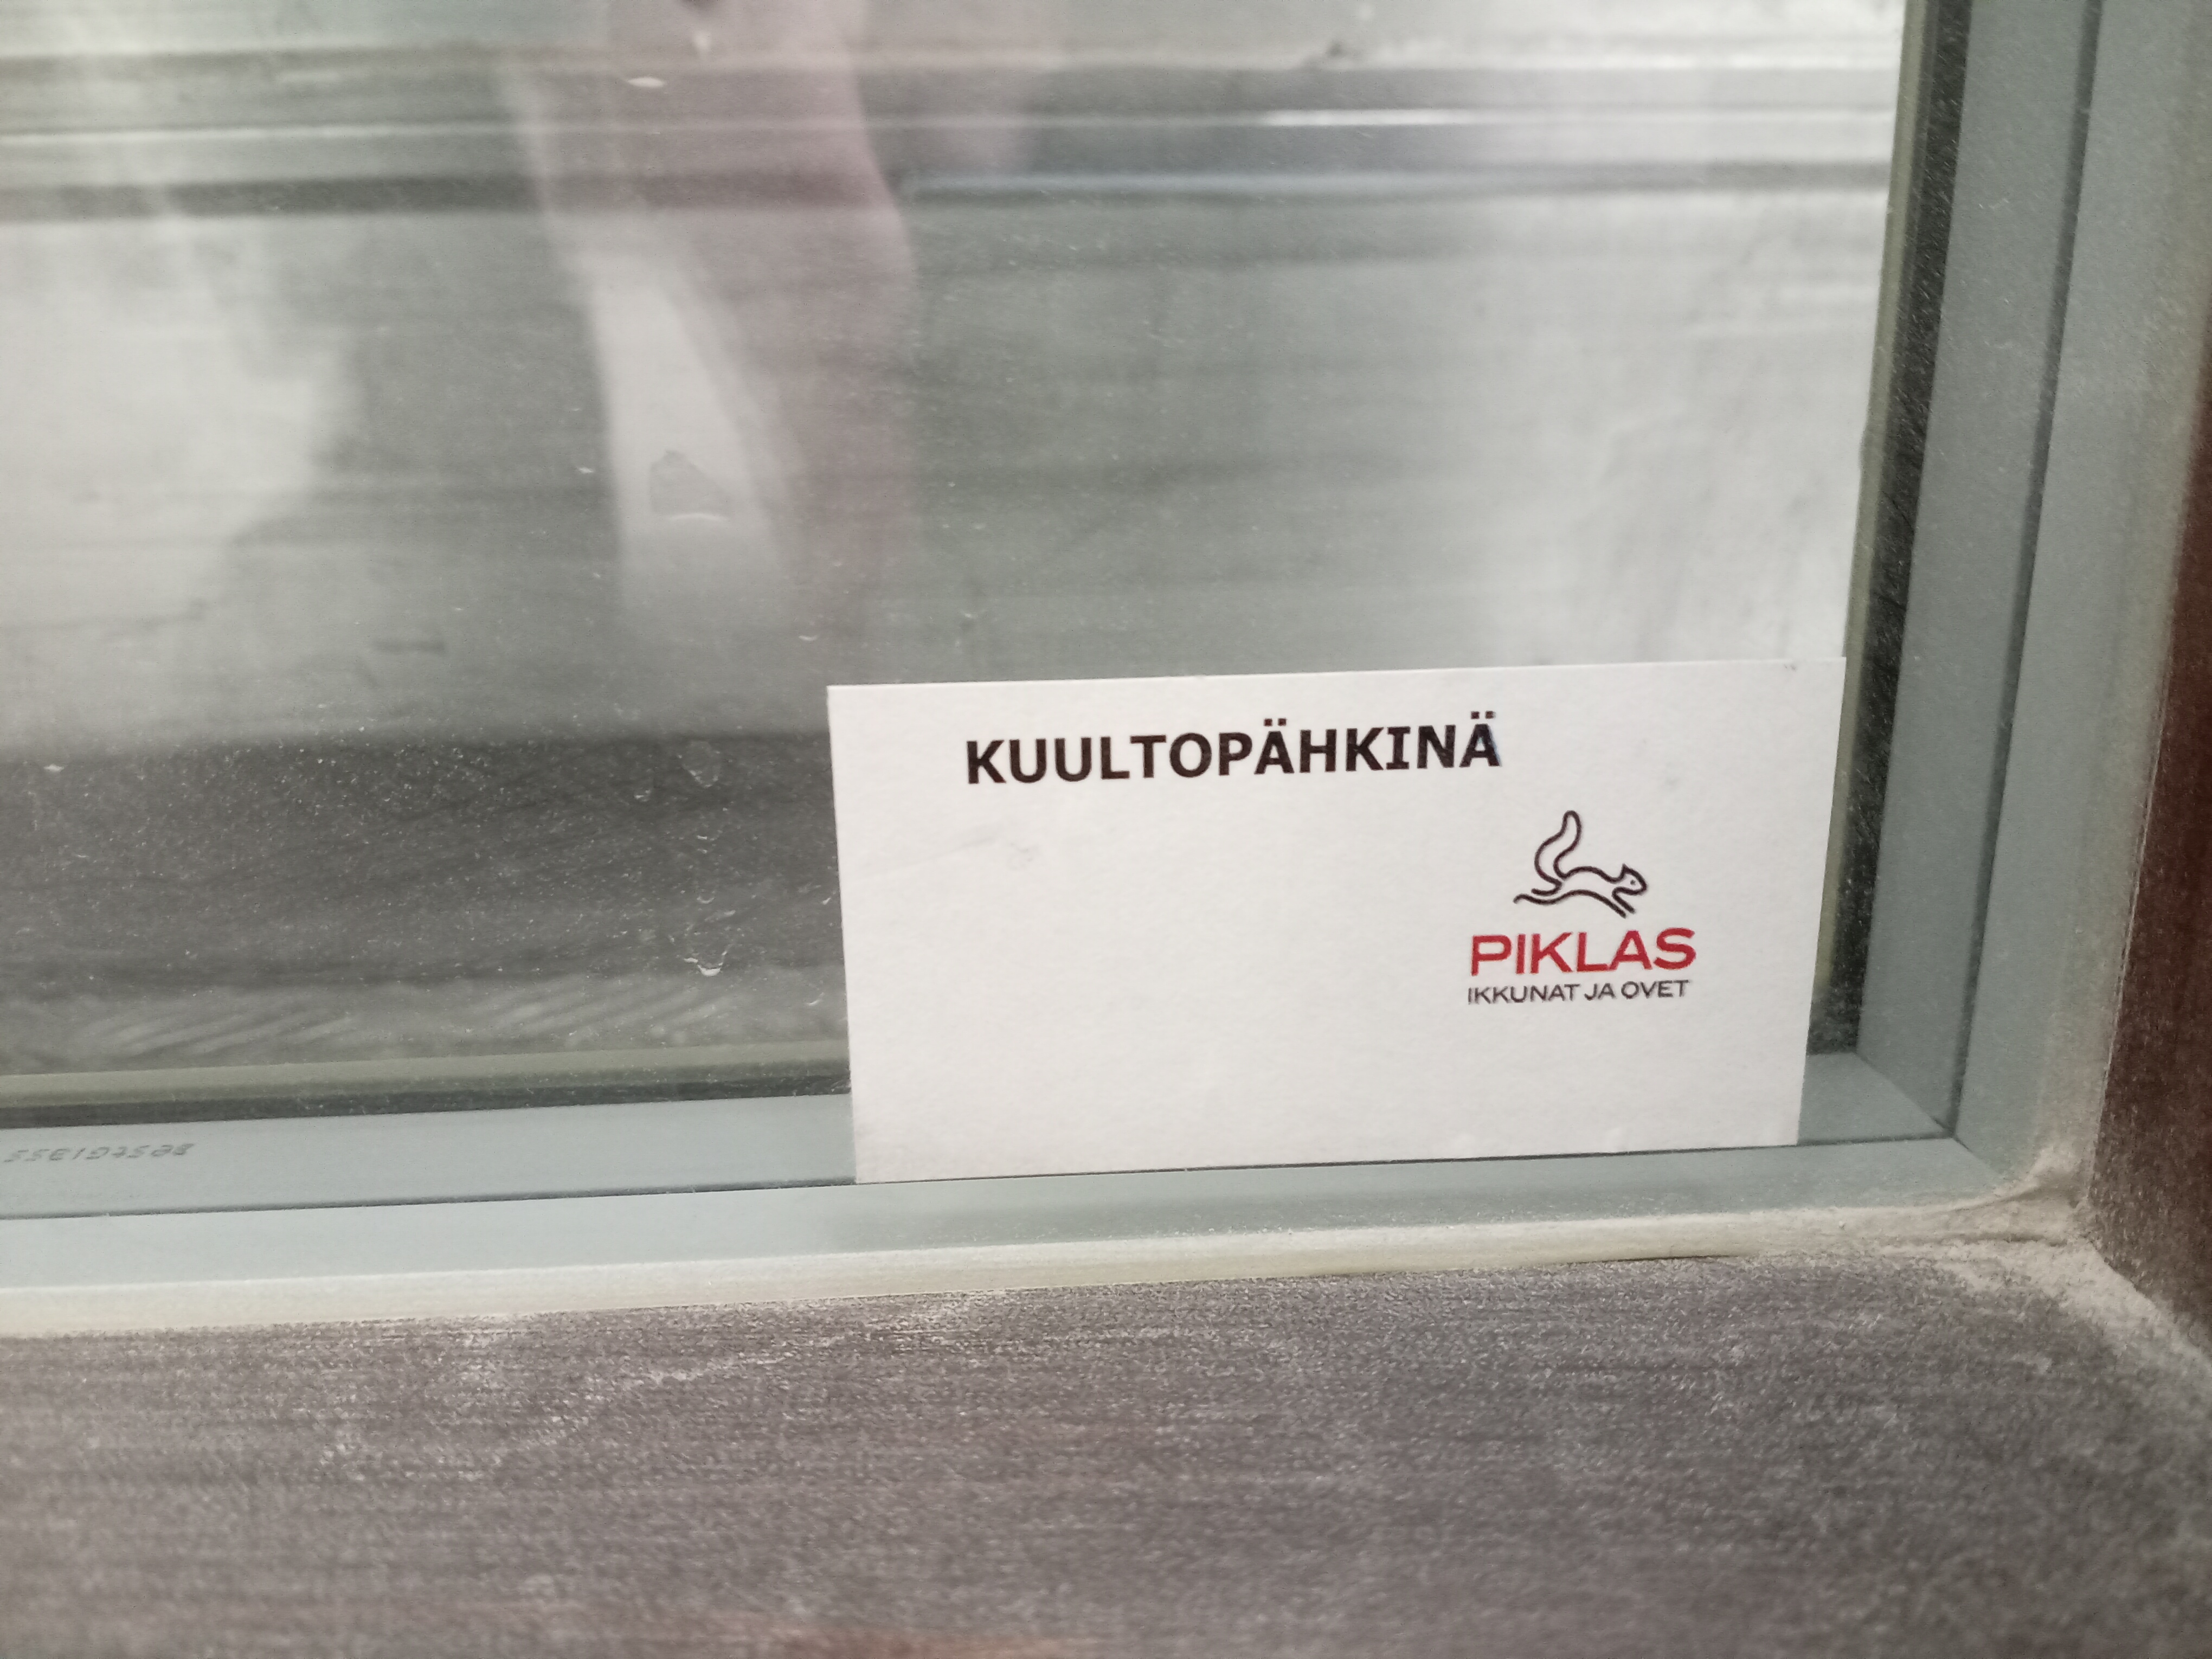 KUULTOPÄHKINÄ
PIKLAS
IKKUNAT JA OVET